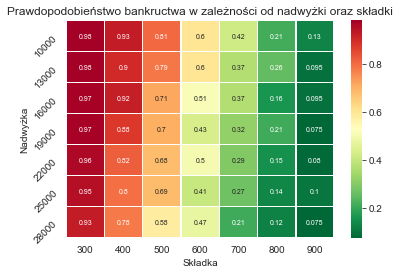 Prawdopodobieństwo bankructwa w zależności od nadwyżki oraz składki
10000 0.98 0.93 0.81 0.6 0.42 0.21 0.13
13000 0.98 0.9 0.79 0.6 0.37 0.26 0.095
16000 0.97 0.92 0.71 0.51 0.37 0.16 0.095
19000 0.97 0.88 0.7 0.43 0.32 0.21 0.075
22000 0.96 0.82 0.68 0.5 0.29 0.15 0.08
25000 0.95 0.8 0.69 0.41 0.27 0.14 0.1
28000 0.93 0.78 0.58 0.47 0.21 0.12 0.075
300 400 500 600 700 800 900
Składka
Nadwyżka
0.8
0.6
0.4
0.2